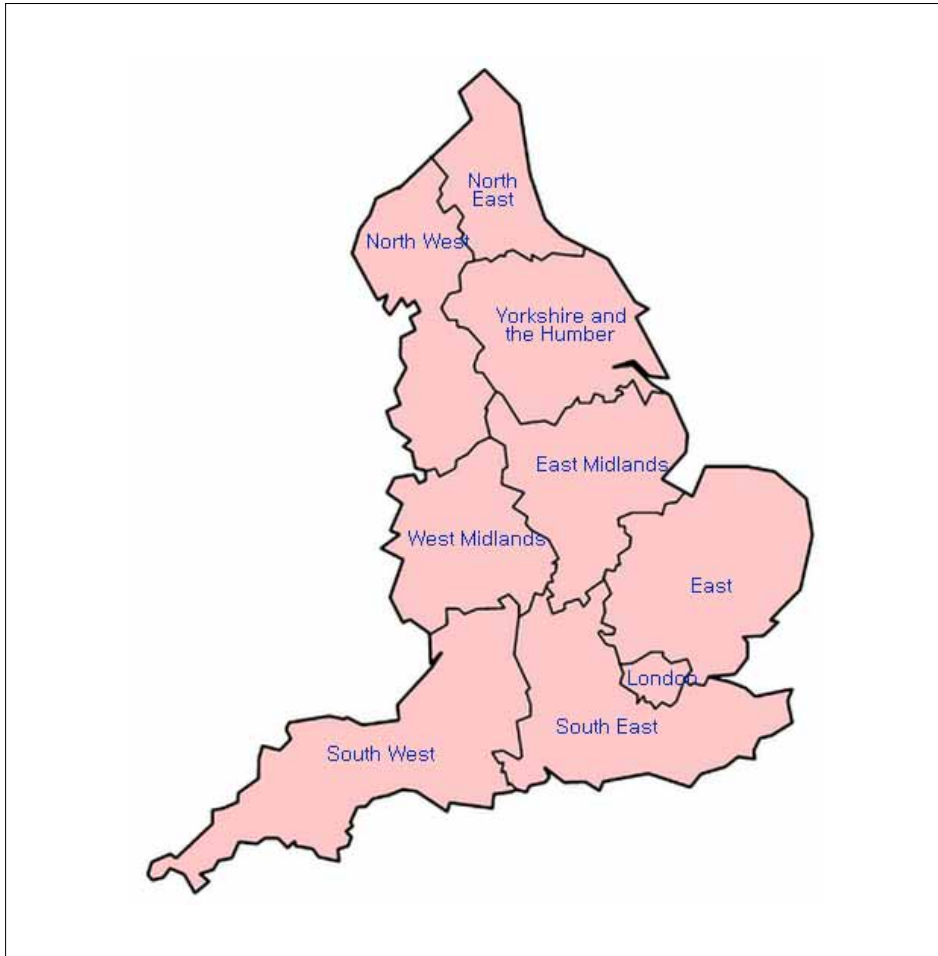 North
East
North West
Yorkshire and
the Humber
East Midlands
West Midlands
East
London
South East
South West